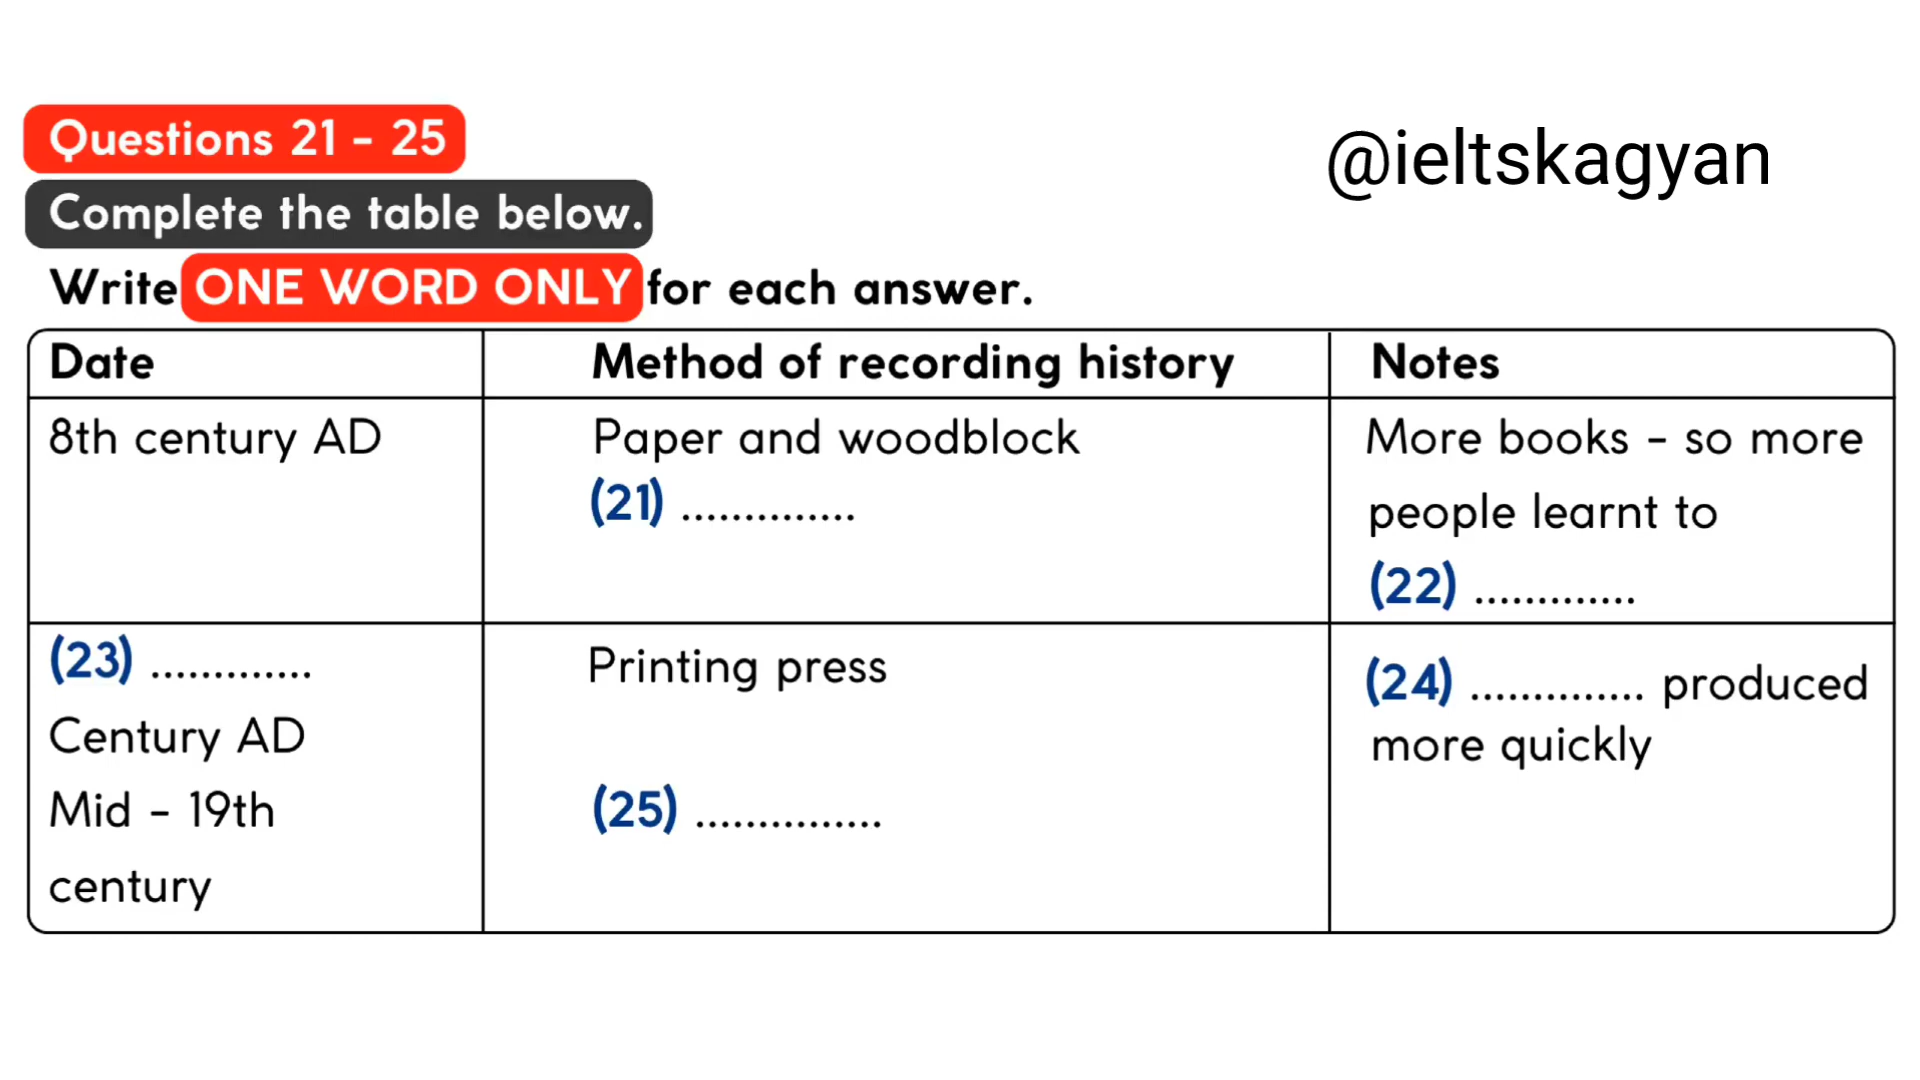 Questions 21 - 25
@ieltskagyan
Complete the table below.
Write ONE WORD ONLY for each answer.
Date Method of recording history Notes
8th century AD
Paper and woodblock
(21) ..............
More books - so more
people learnt to
(22) .............
(23) .............
Century AD
Mid - 19th
century
Printing press
(25) ...............
(24) .............. produced
more quickly